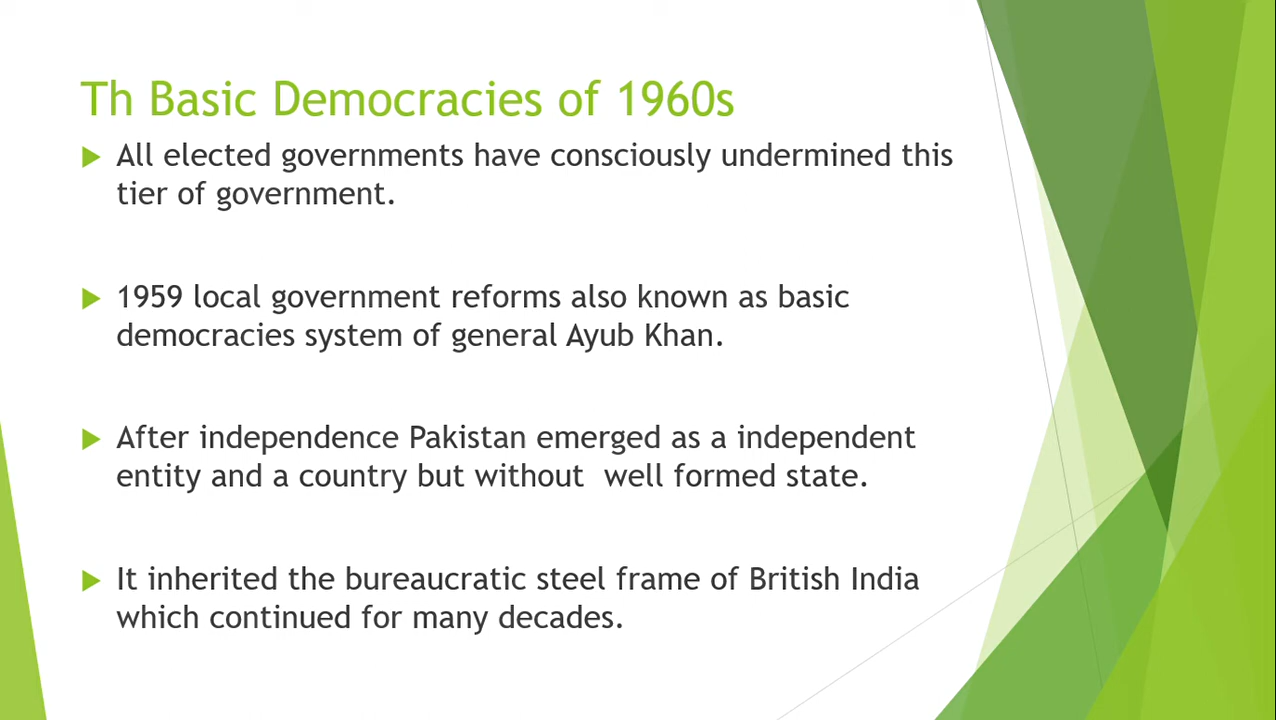 Th Basic Democracies of 1960s
All elected governments have consciously undermined this
tier of government.
1959 local government reforms also known as basic
democracies system of general Ayub Khan.
After independence Pakistan emerged as a independent
entity and a country but without  well formed state.
It inherited the bureaucratic steel frame of British India
which continued for many decades.